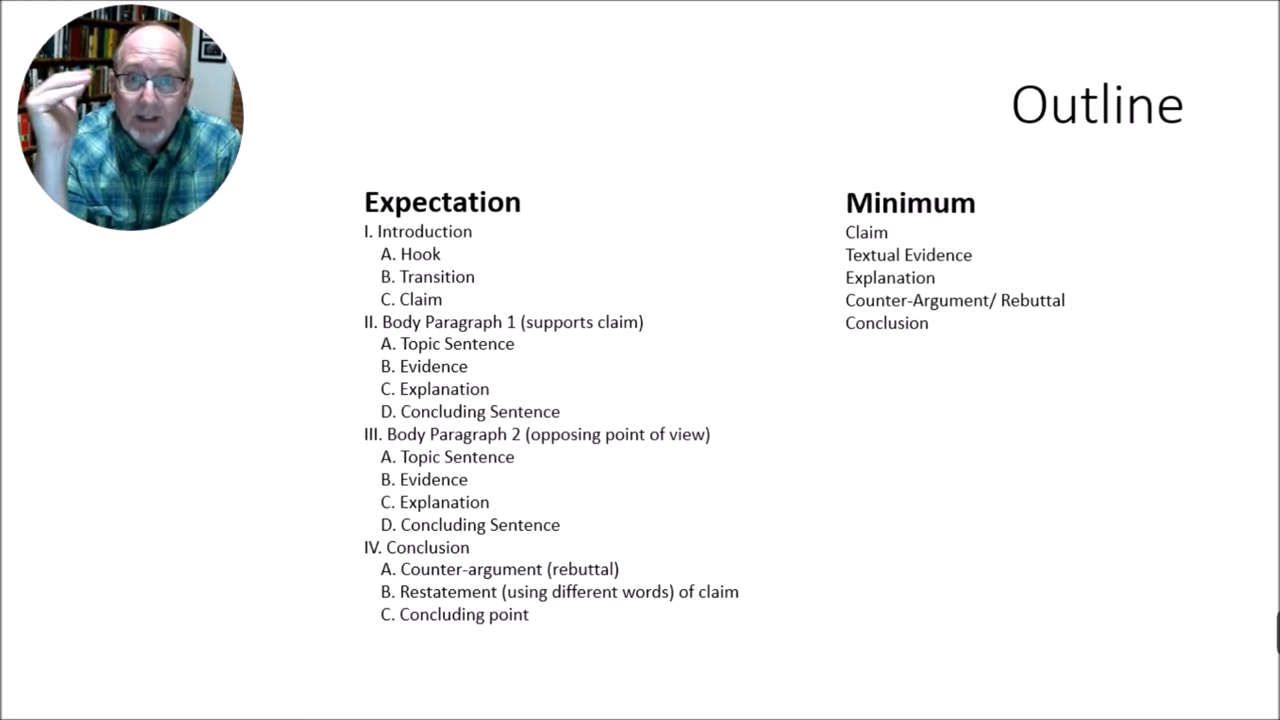 Outline
Expectation
I. Introduction
A. Hook
B. Transition
C. Claim
II. Body Paragraph 1 (supports claim)
A. Topic Sentence
B. Evidence
C. Explanation
D. Concluding Sentence
III. Body Paragraph 2 (opposing point of view)
A. Topic Sentence
B. Evidence
C. Explanation
D. Concluding Sentence
IV. Conclusion
A. Counter-argument (rebuttal)
B. Restatement (using different words) of claim
C. Concluding point
Minimum
Claim
Textual Evidence
Explanation
Counter-Argument/ Rebuttal
Conclusion